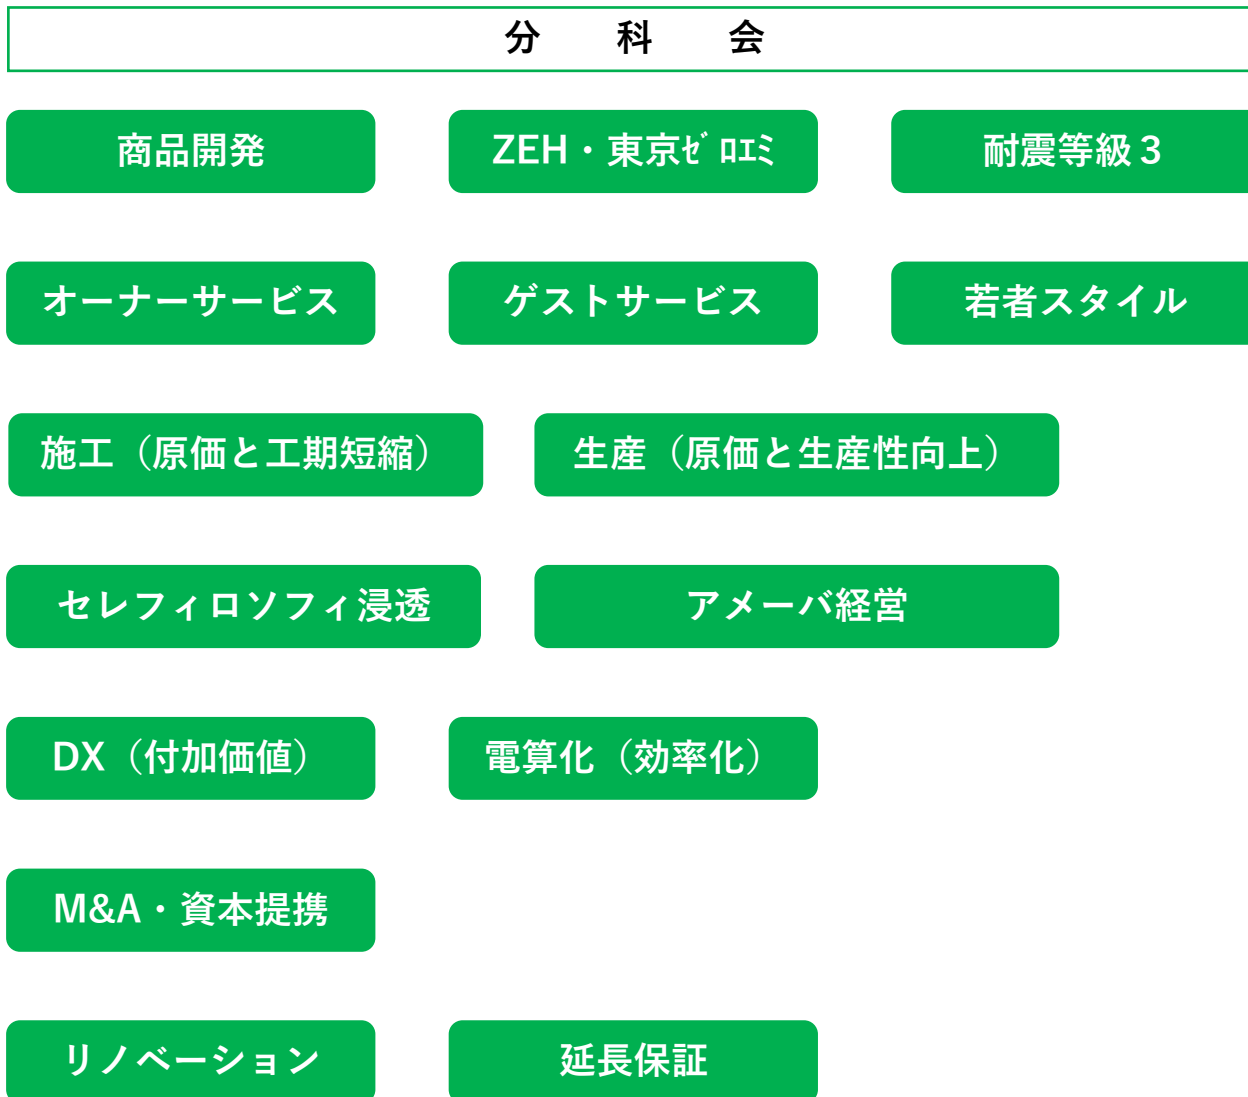 分　科　会
商品開発
ZEH・東京ｾﾞﾛｴﾐ
耐震等級３
オーナーサービス
ゲストサービス
若者スタイル
施工（原価と工期短縮）
生産（原価と生産性向上）
セレフィロソフィ浸透
アメーバ経営
DX（付加価値）
電算化（効率化）
M&A・資本提携
リノベーション
延長保証